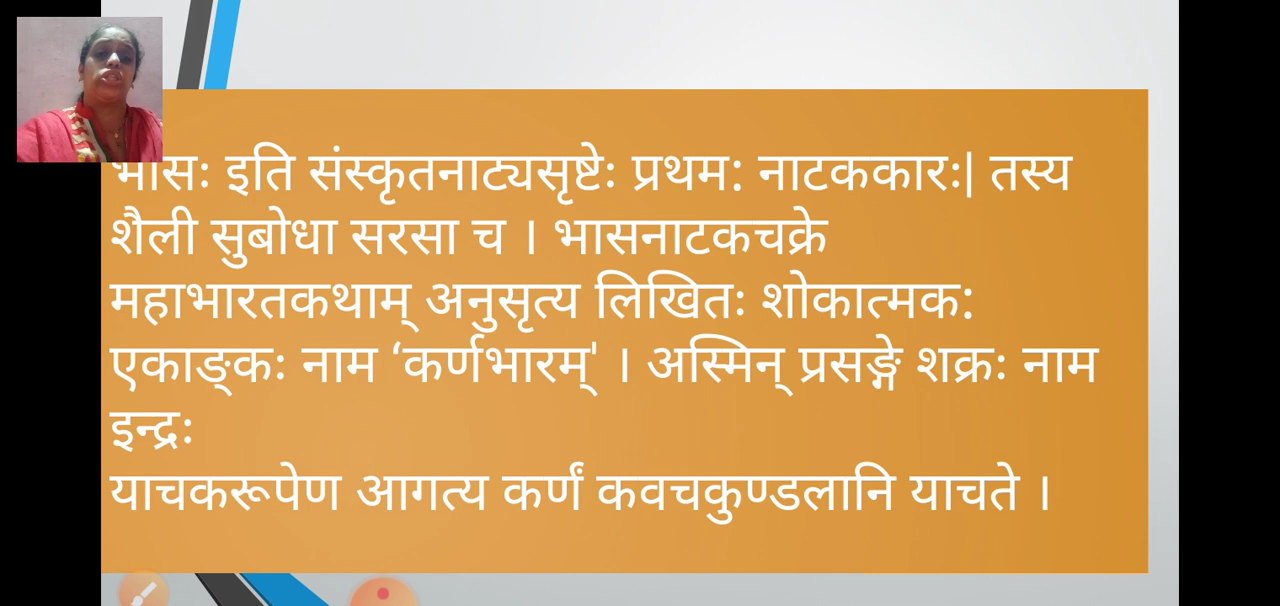 भासः इति संस्कृतनाट्यसृष्टेः प्रथम: नाटककारः| तस्य
शैली सुबोधा सरसा च । भासनाटकचक्रे
महाभारतकथाम् अनुसृत्य लिखितः शोकात्मक:
एकाङ्कः नाम ‘कर्णभारम्' । अस्मिन् प्रसङ्गे शक्रः नाम
इन्द्रः
याचकरूपेण आगत्य कर्णं कवचकुण्डलानि याचते ।